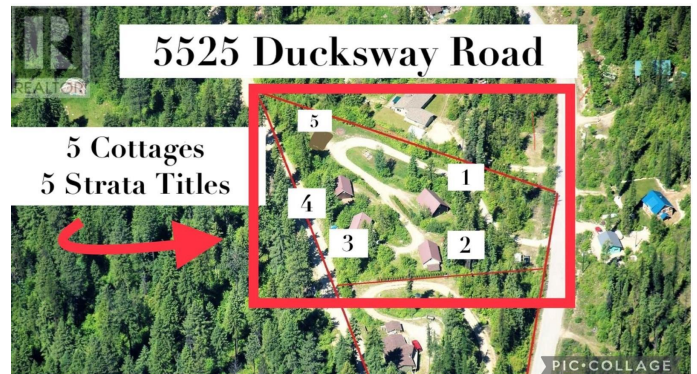 R
REALTOR
5525 Ducksway Road
5 Cottages
5 Strata Titles
5
1
4
3
2
PIC•COLLAGE